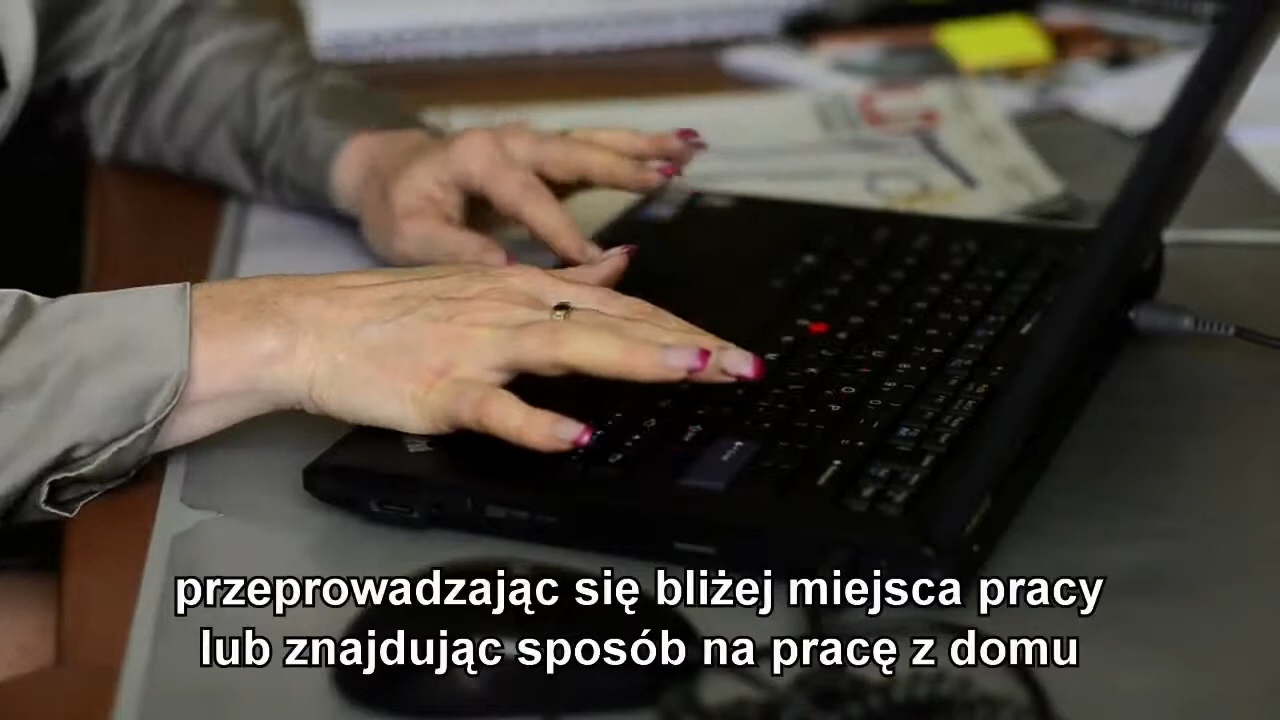 przeprowadzając się bliżej miejsca pracy
lub znajdując sposób na pracę z domu